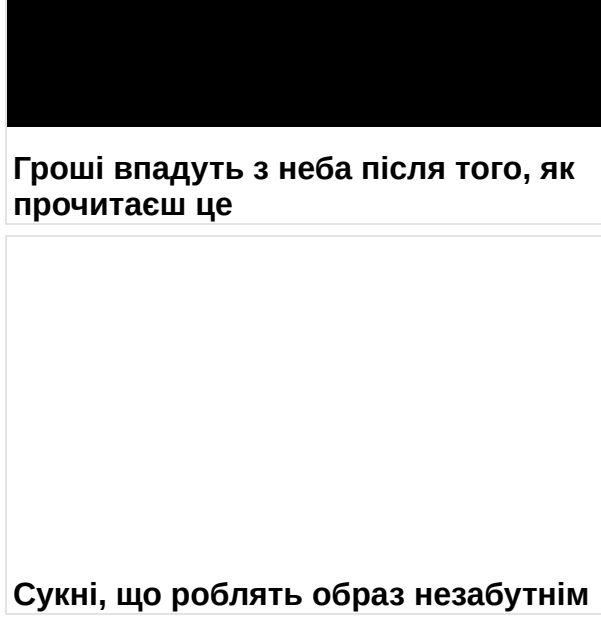 Гроші впадуть з неба після того, як
прочитаєш це
Сукні, що роблять образ незабутнім